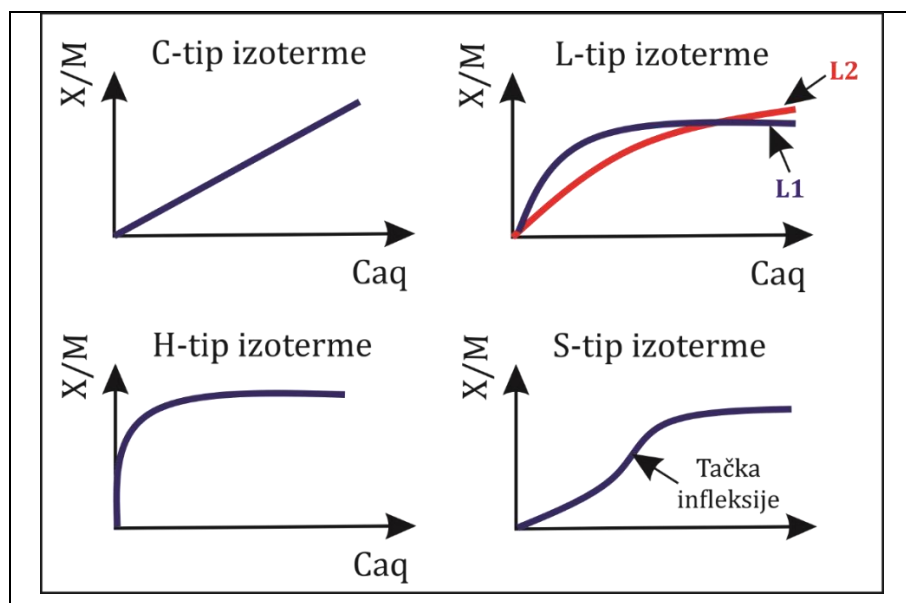 C-tip izoterme
X/M
Caq
L-tip izoterme
X/M
L2
L1
Caq
H-tip izoterme
X/M
Caq
S-tip izoterme
X/M
Tačka
infleksije